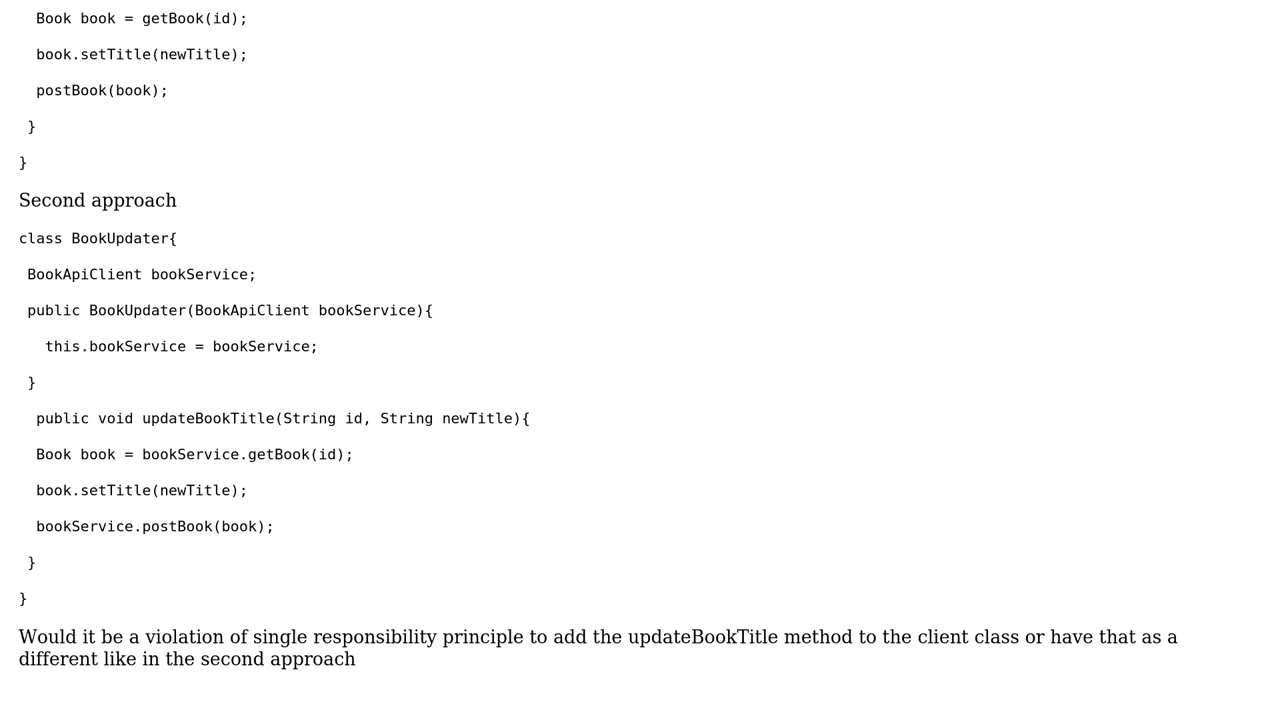 Book book = getBook(id);
book.setTitle(newTitle);
postBook(book);
}
}
Second approach
class BookUpdater{
BookApiClient bookService;
public BookUpdater(BookApiClient bookService){
this.bookService = bookService;
}
public void updateBookTitle(String id, String newTitle){
Book book = bookService.getBook(id);
book.setTitle(newTitle);
bookService.postBook(book);
}
}
Would it be a violation of single responsibility principle to add the updateBookTitle method to the client class or have that as a
different like in the second approach